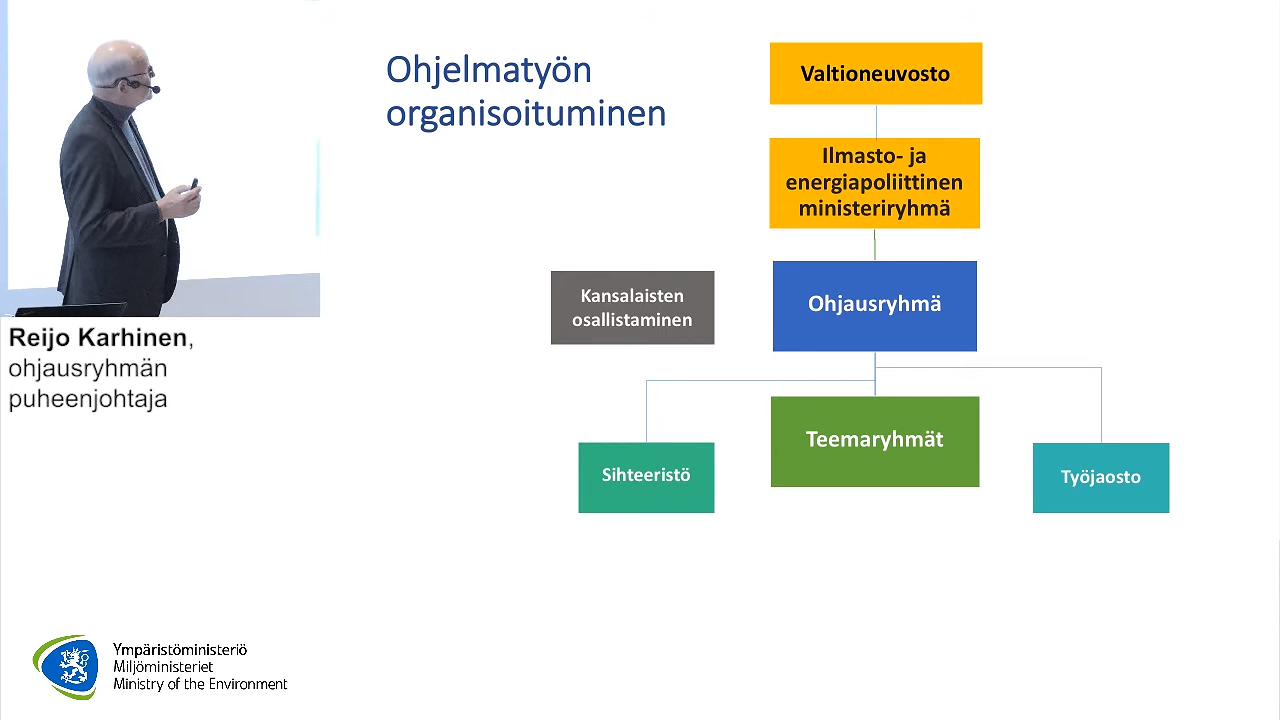 Ohjelmatyön
organisoituminen
Valtioneuvosto
Ilmasto- ja
energiapoliittinen
ministeriryhmä
Kansalaisten
osallistaminen
Ohjausryhmä
Teemaryhmät
Sihteeristö
Työjaosto
Reijo Karhinen,
ohjausryhmän
puheenjohtaja
Ympäristöministeriö
Miljöministeriet
Ministry of the Environment